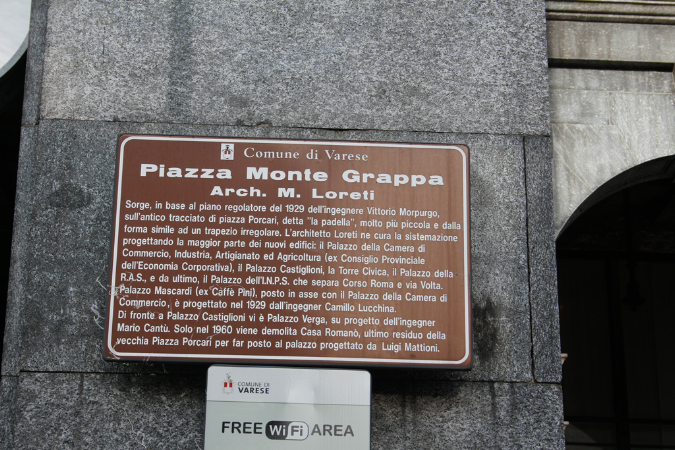 Comune di Varese
Piazza Monte Grappa
Arch. M. Loreti
Sorge, in base al piano regolatore del 1929 dell'ingegnere Vittorio Morpurgo,
sull'antico tracciato di piazza Porcari, detta "la padella", molto più piccola e dalla
forma simile ad un trapezio irregolare. L'architetto Loreti ne cura la sistemazione
progettando la maggior parte dei nuovi edifici: il Palazzo della Camera di
Commercio, Industria, Artigianato ed Agricoltura (ex Consiglio Provinciale
dell'Economia Corporativa), il Palazzo Castiglioni, la Torre Civica, il Palazzo della
R.A.S., e da ultimo, il Palazzo dell'I.N.P.S. che separa Corso Roma e via Volta.
Palazzo Mascardi (ex Caffè Pini), posto in asse con il Palazzo della Camera di
Commercio, è progettato nel 1929 dall'ingegner Camillo Lucchina.
Di fronte a Palazzo Castiglioni vi è Palazzo Verga, su progetto dell'ingegner
Mario Cantù. Solo nel 1960 viene demolita Casa Romanò, ultimo residuo della
vecchia Piazza Porcari per far posto al palazzo progettato da Luigi Mattioni.
COMUNE DI
VARESE
FREE WiFi AREA